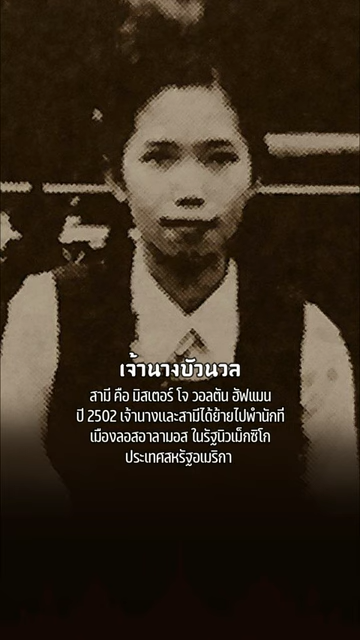 เจ้านางบัวนวล
สามี คือ มิสเตอร์ โจ วอลตัน ฮัฟแมน
ปี 2502 เจ้านางและสามีได้ย้ายไปพำนักที่
เมืองลอสอาลามอส ในรัฐนิวเม็กซิโก
ประเทศสหรัฐอเมริกา